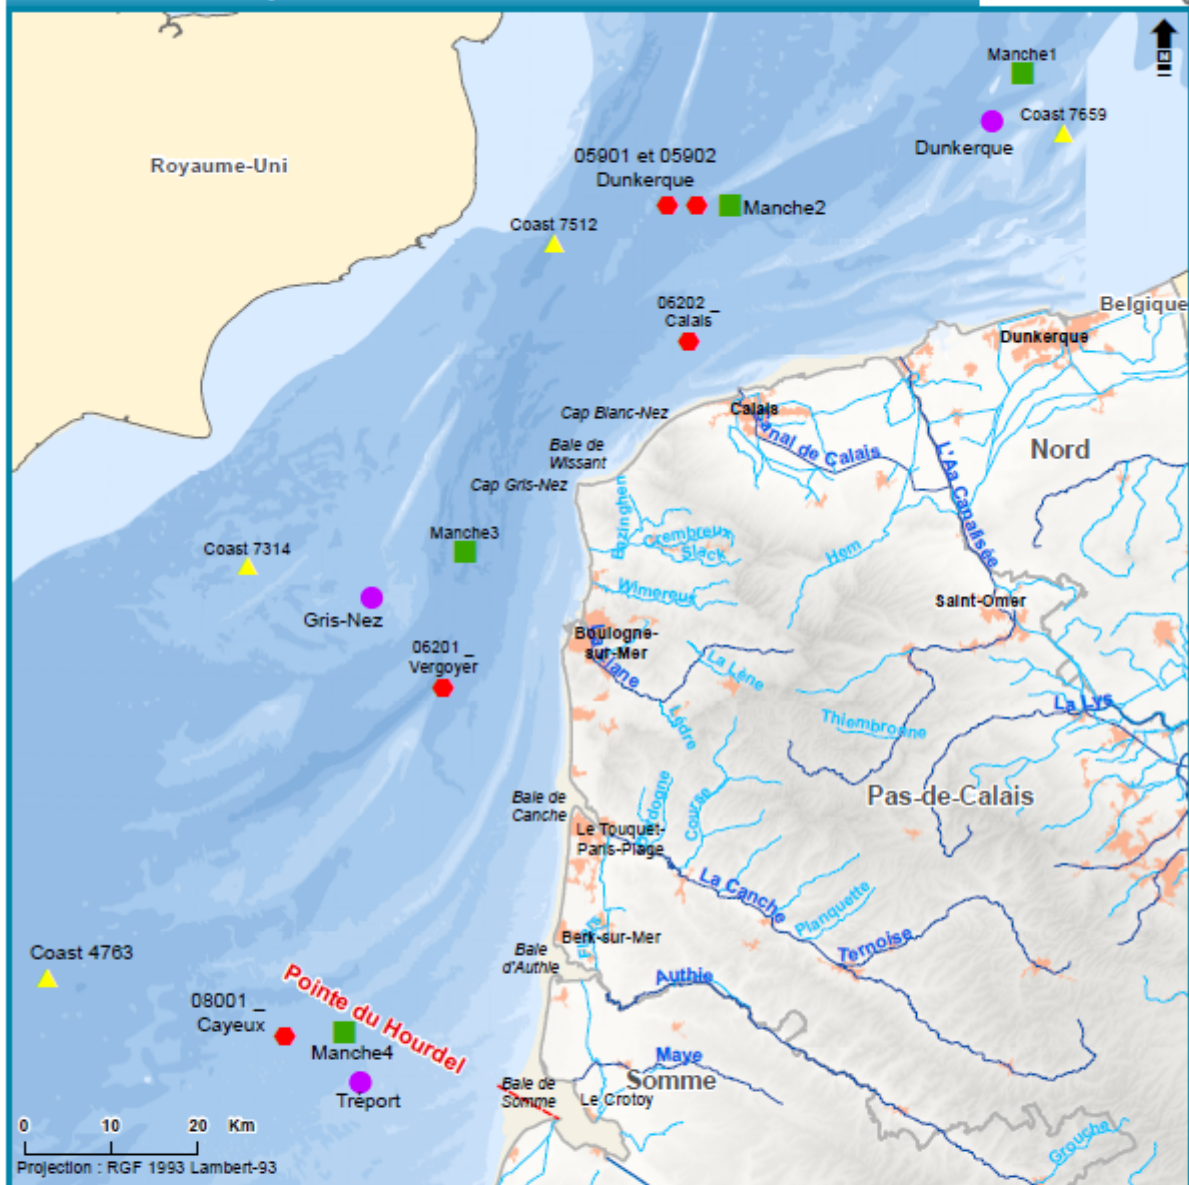 Manche1
Coast 7659
Dunkerque
Royaume-Uni
05901 et 05902
Dunkerque
Manche2
Coast 7512
06202 _
Calais
Belgique
Dunkerque
Cap Blanc-Nez
Calais
Canal de Calais
Nord
Baie de
Wissant
L'Aa Canalisée
Cap Gris-Nez
Bazinghen
Manche3
Crembreux
Slack
Hem
Coast 7314
Wimereux
Saint-Omer
Gris-Nez
Boulogne-
sur-Mer
06201 _
Vergoyer
La Liane
La Lène
La Lys
Lédre
Thiembronne
Baie de
Canche
Dordogne
Course
Pas-de-Calais
Le Touquet-
Paris-Plage
La Canche
Planquette
Fliers
Berk-sur-Mer
Ternoise
Coast 4763
Baie
d'Authie
Authie
Pointe du Hourdel
08001 _
Cayeux
Manche4
Maye
Somme
Baie de
Somme
Le Crotoy
Tréport
Grouche
0 10 20 Km
Projection : RGF 1993 Lambert-93